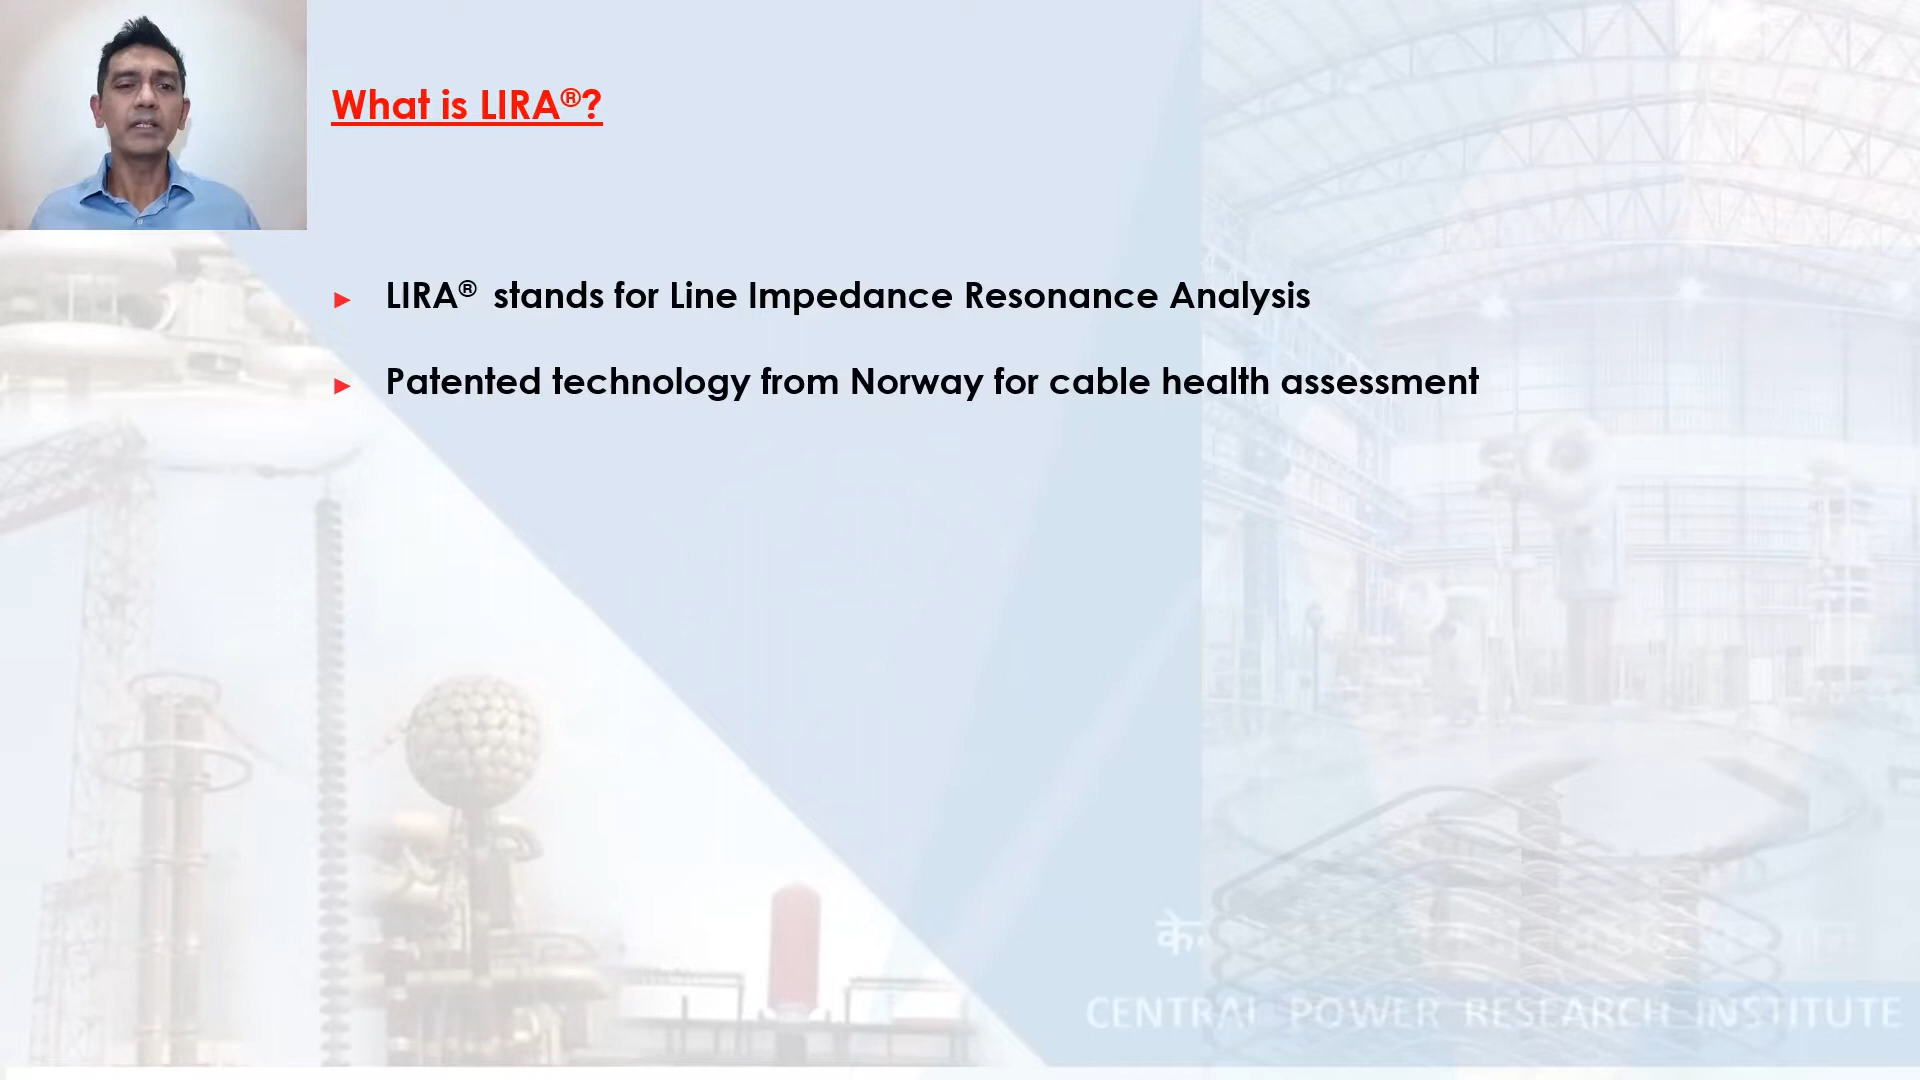 What is LIRA®?
LIRA® stands for Line Impedance Resonance Analysis
Patented technology from Norway for cable health assessment
CENTRAL POWER RESEARCH INSTITUTE